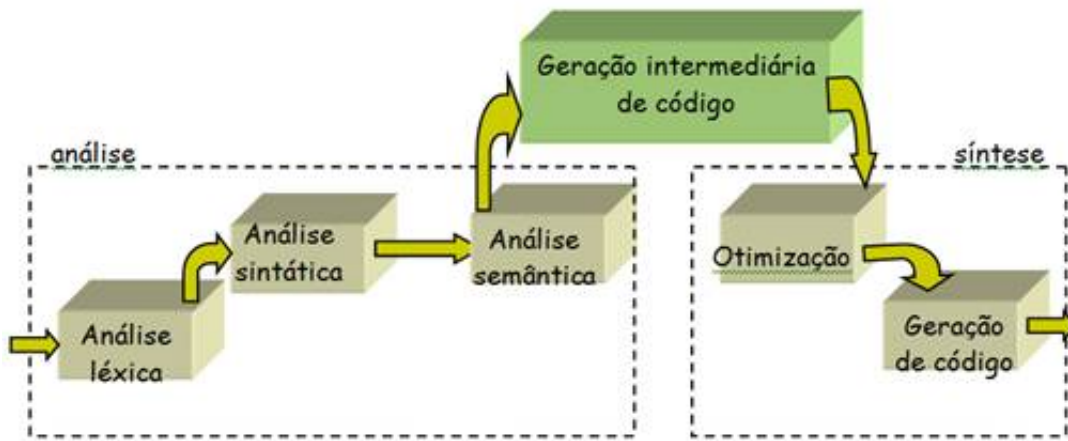 Geração intermediária
de código
análise
síntese
Análise
sintática
Análise
semântica
Otimização
Análise
léxica
Geração
de código